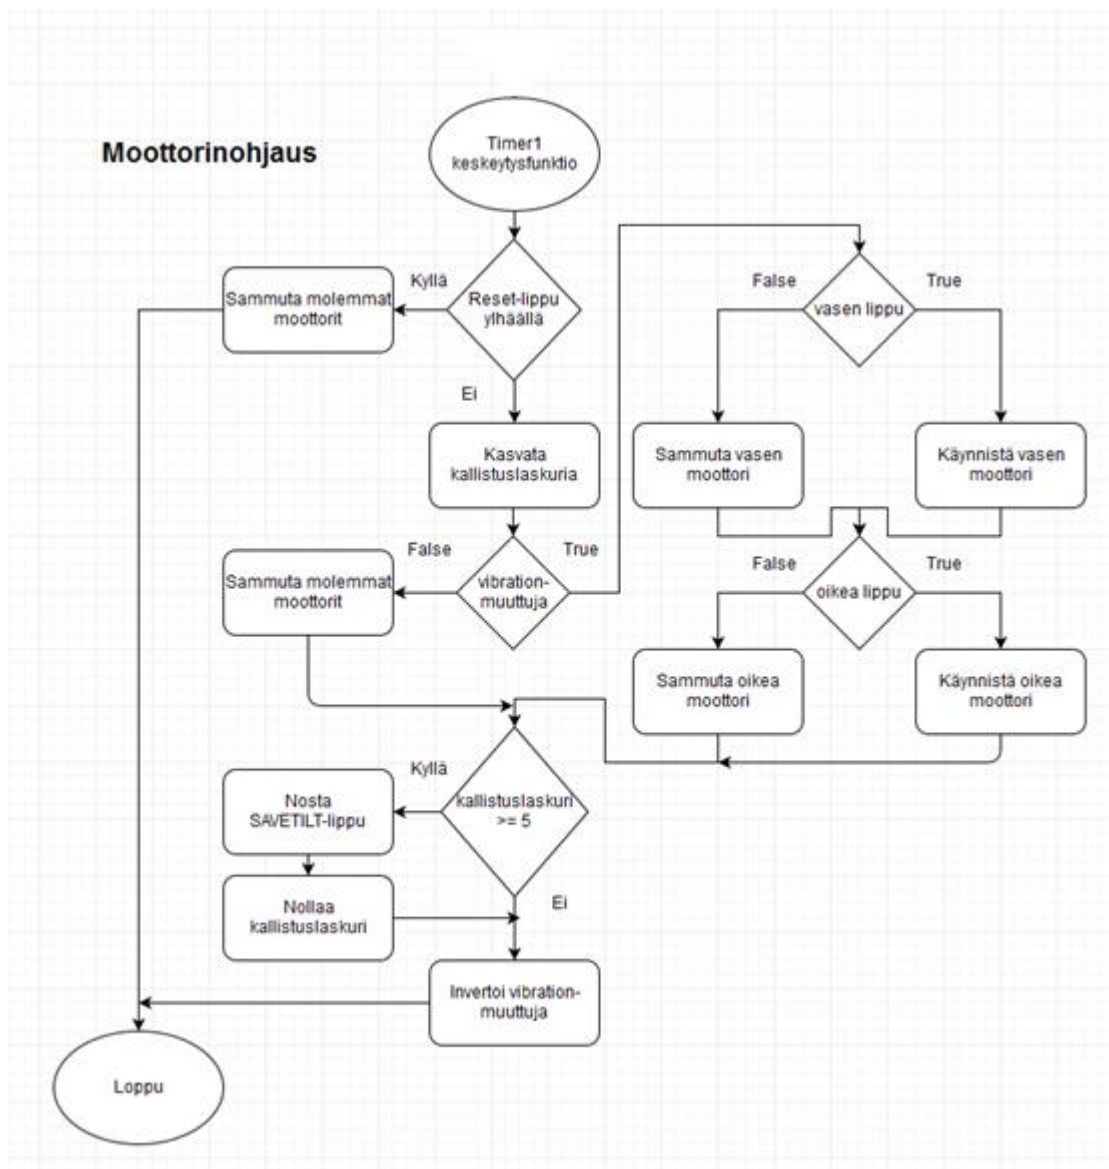 Moottorinohjaus
Timer1
keskeytysfunktio
Reset-lippu
ylhäällä
Kyllä
Sammuta molemmat
moottorit
Ei
Kasvata
kallistuslaskuria
vibration-
muuttuja
False
True
Sammuta molemmat
moottorit
vasen lippu
False
True
Sammuta vasen
moottori
Käynnistä vasen
moottori
oikea lippu
False
True
Sammuta oikea
moottori
Käynnistä oikea
moottori
kallistuslaskuri
>= 5
Kyllä
Nosta
SAVETILT-lippu
Nollaa
kallistuslaskuri
Ei
Invertoi vibration-
muuttuja
Loppu